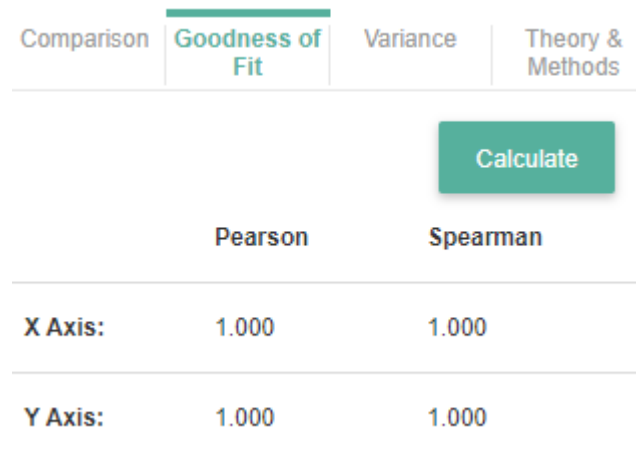 Comparison Goodness of Fit Variance Theory & Methods
Calculate
Pearson Spearman
X Axis: 1.000 1.000
Y Axis: 1.000 1.000